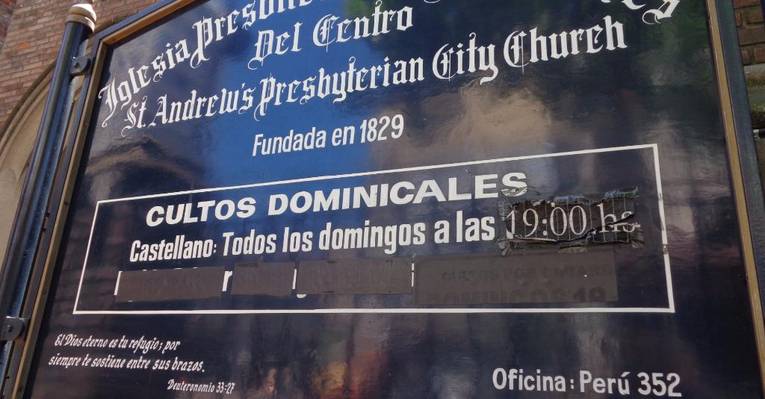 Iglesia
Del Centro
St. Andrew's Presbyterian City Church
Fundada en 1829
CULTOS DOMINICALES
Castellano: Todos los domingos a las 19:00.hs
El Dios eterno es tu refugio; por
siempre te sostiene entre sus brazos.
Deuteronomio 33:27
Oficina: Perú 352